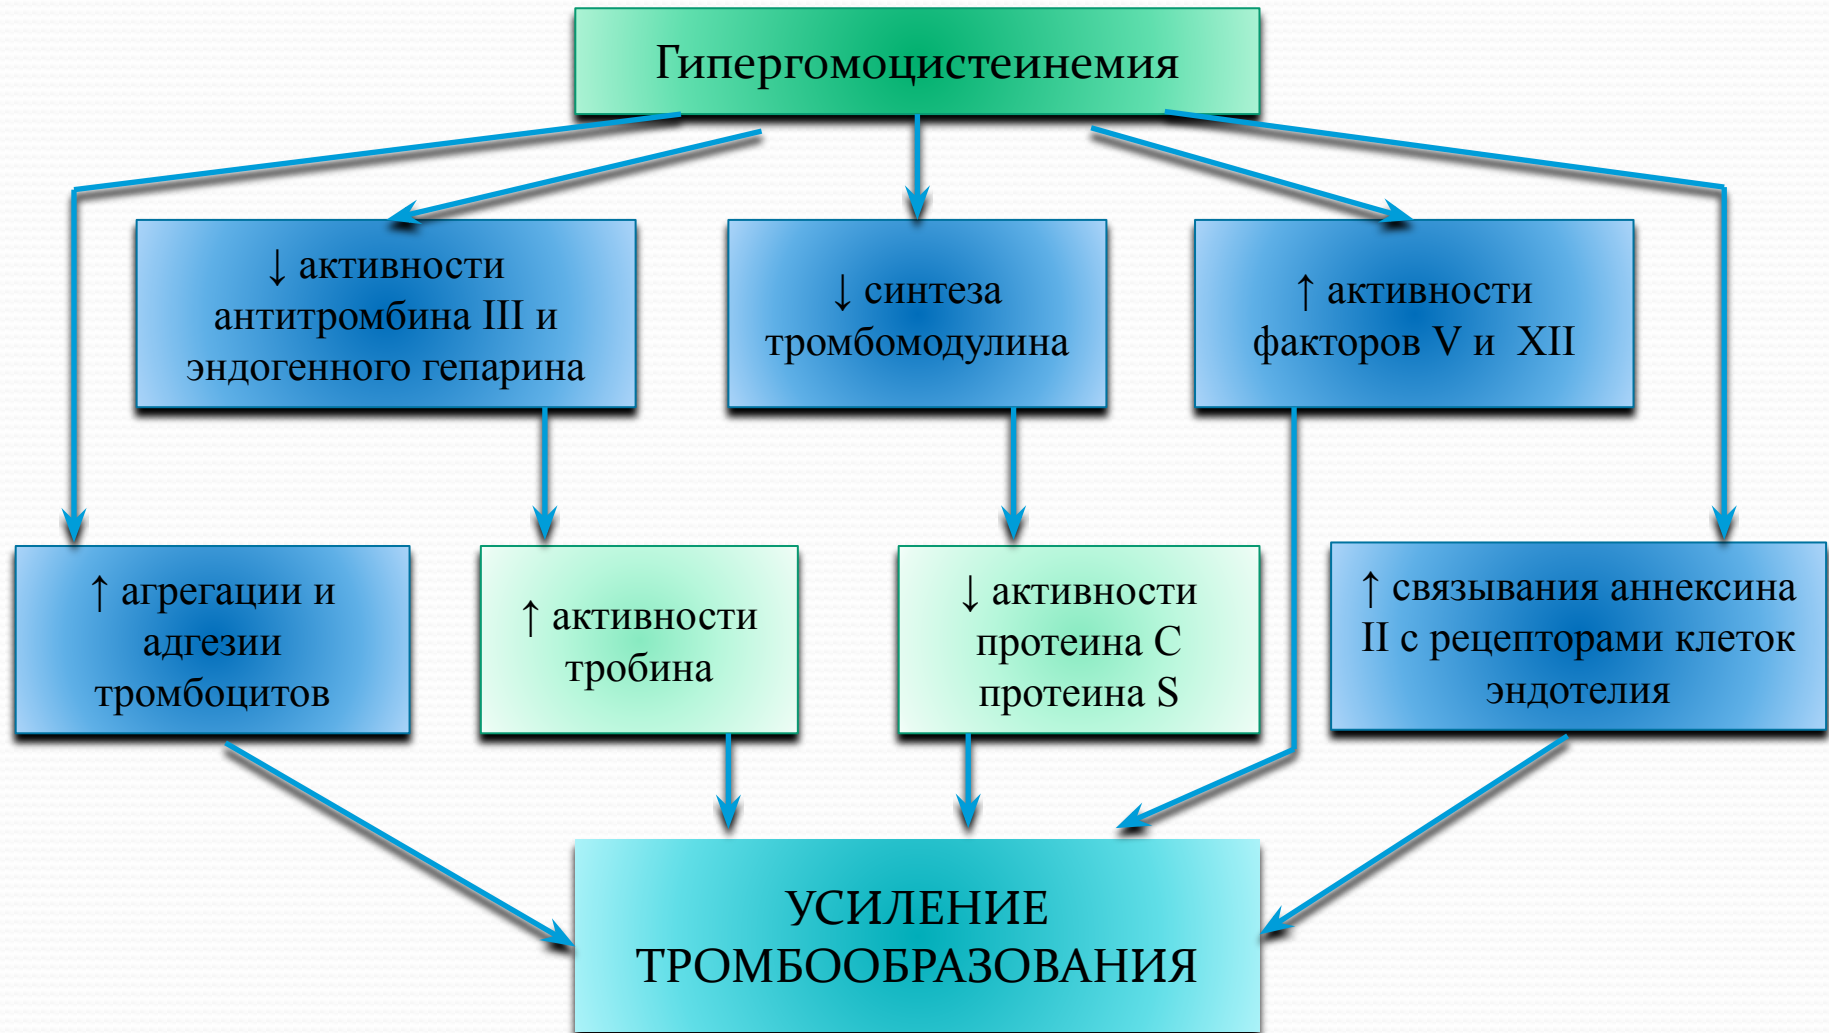 Гипергомоцистеинемия
↓ активности
антитромбина III и
эндогенного гепарина
↓ синтеза
тромбомодулина
↑ активности
факторов V и XII
↑ агрегации и
адгезии
тромбоцитов
↑ активности
тробина
↓ активности
протеина С
протеина S
↑ связывания аннексина
II с рецепторами клеток
эндотелия
УСИЛЕНИЕ
ТРОМБООБРАЗОВАНИЯ